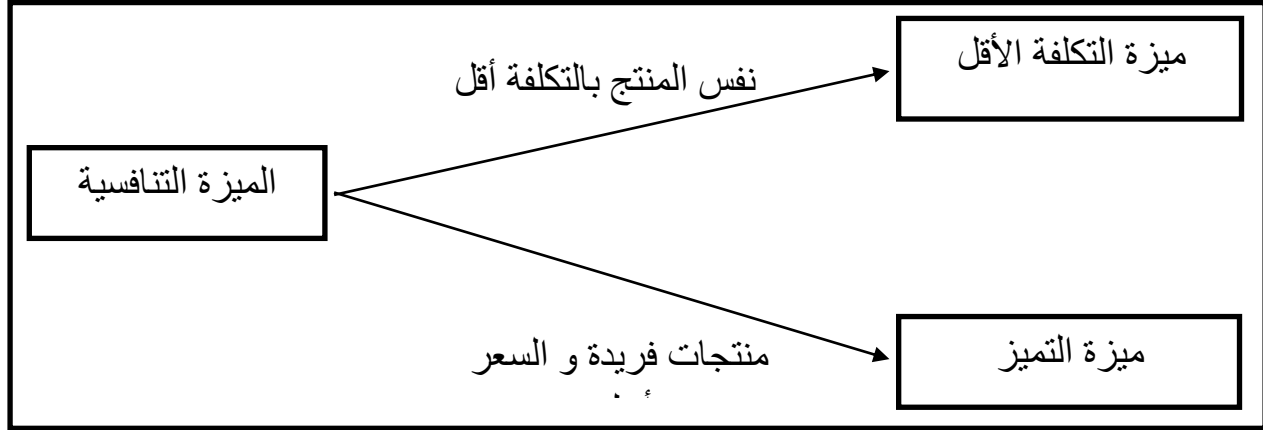 ميزة التكلفة الأقل
نفس المنتج بالتكلفة أقل
الميزة التنافسية
منتجات فريدة و السعر
ميزة التميز